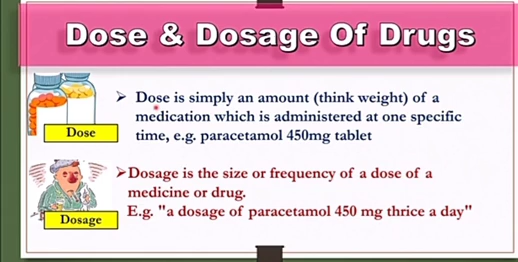 Dose & Dosage Of Drugs
➢ Dose is simply an amount (think weight) of a
medication which is administered at one specific
time, e.g. paracetamol 450mg tablet
Dose
➢Dosage is the size or frequency of a dose of a
medicine or drug.
E.g. "a dosage of paracetamol 450 mg thrice a day"
Dosage